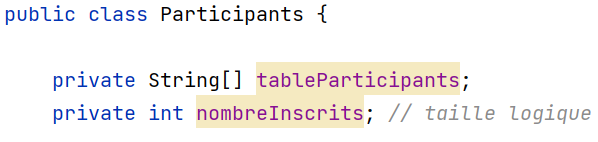 public class Participants {
private String[] tableParticipants;
private int nombreInscrits; // taille logique